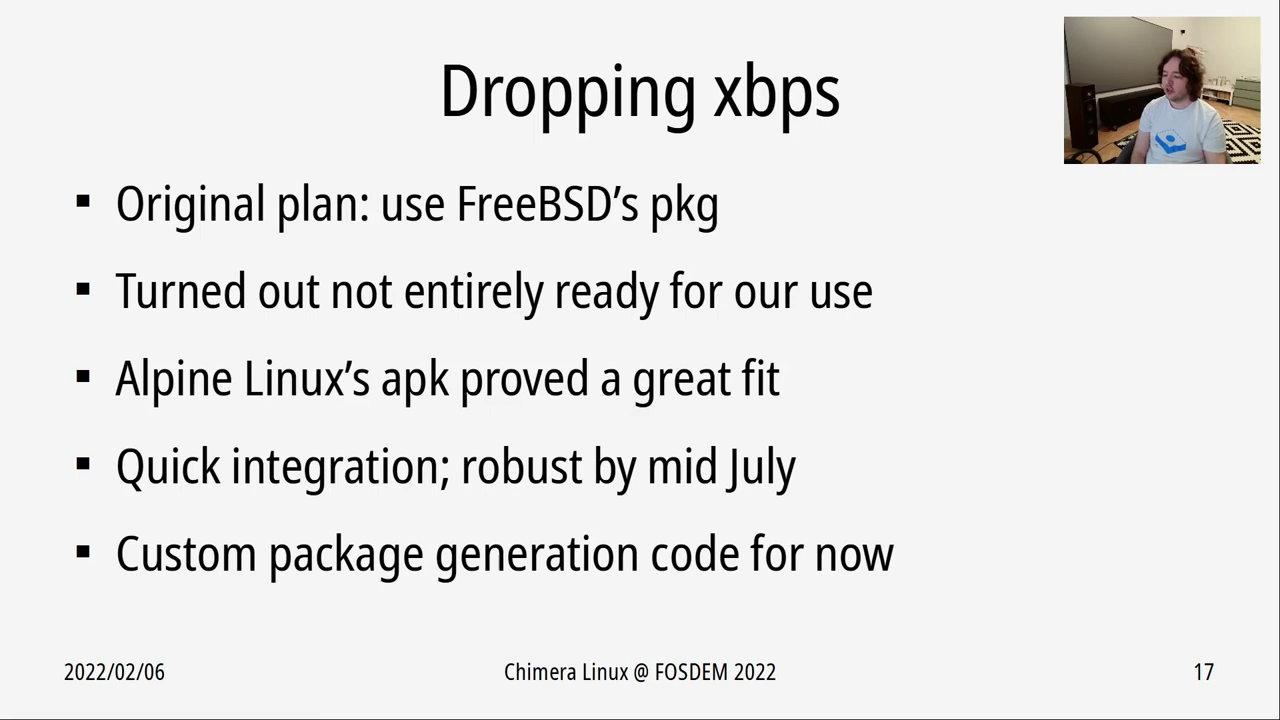 Dropping xbps
▪ Original plan: use FreeBSD’s pkg
▪ Turned out not entirely ready for our use
▪ Alpine Linux’s apk proved a great fit
▪ Quick integration; robust by mid July
▪ Custom package generation code for now
2022/02/06
Chimera Linux @ FOSDEM 2022
17